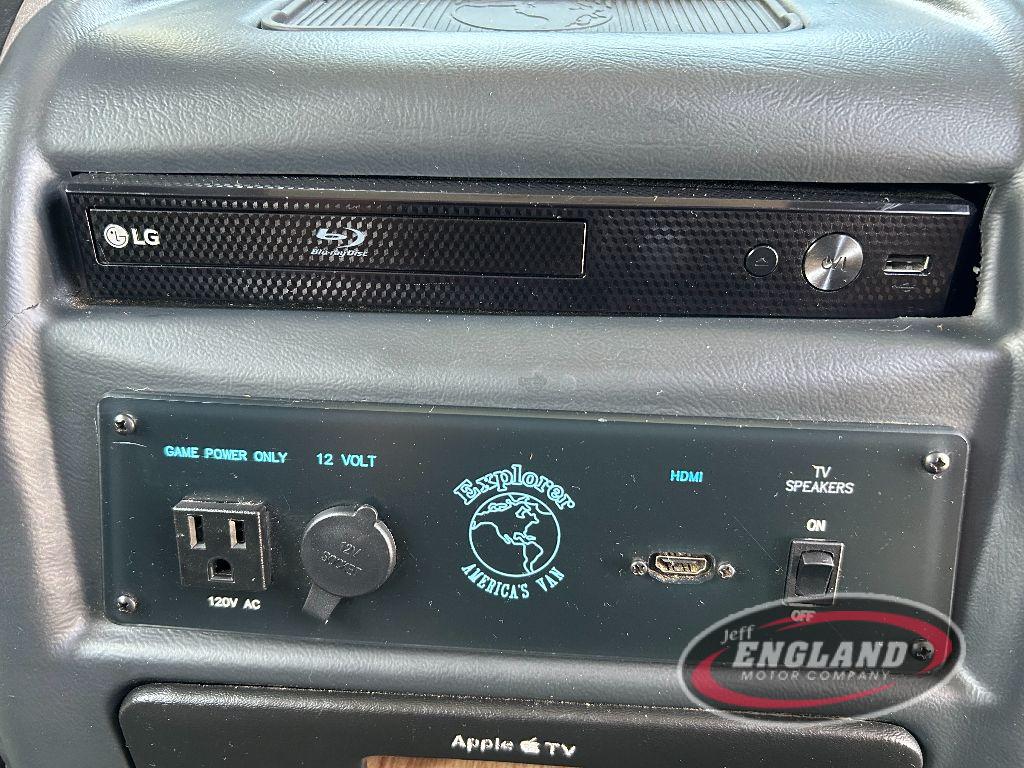 LG
Blu-ray Disc
GAME POWER ONLY
12 VOLT
120V AC
12V
SOCKET
Explorer
AMERICA'S VAN
HDMI
TV
SPEAKERS
ON
OFF
Jeff
ENGLAND
MOTOR COMPANY
Apple TV